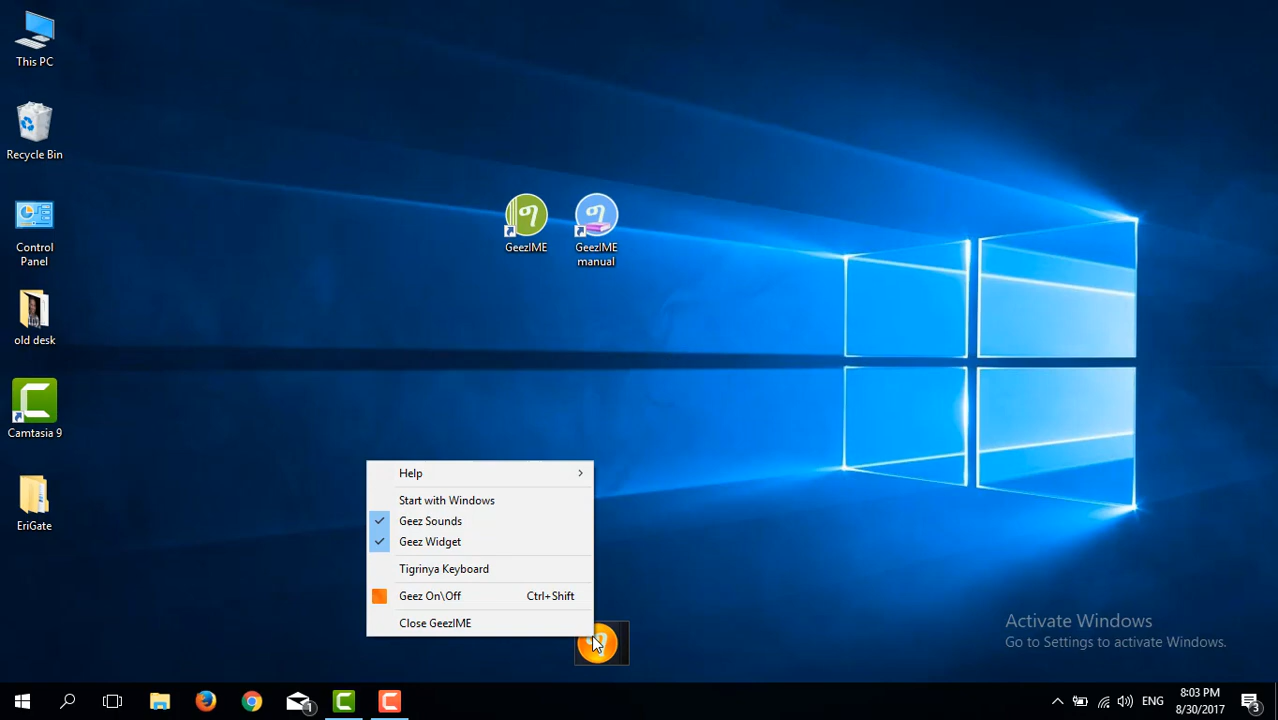 This PC
Recycle Bin
Control
Panel
old desk
Camtasia 9
EriGate
GeezIME
GeezIME
manual
Help
Start with Windows
Geez Sounds
Geez Widget
Tigrinya Keyboard
Geez On\Off Ctrl+Shift
Close GeezIME
Activate Windows
Go to Settings to activate Windows.
1
ENG
8:03 PM
8/30/2017
3